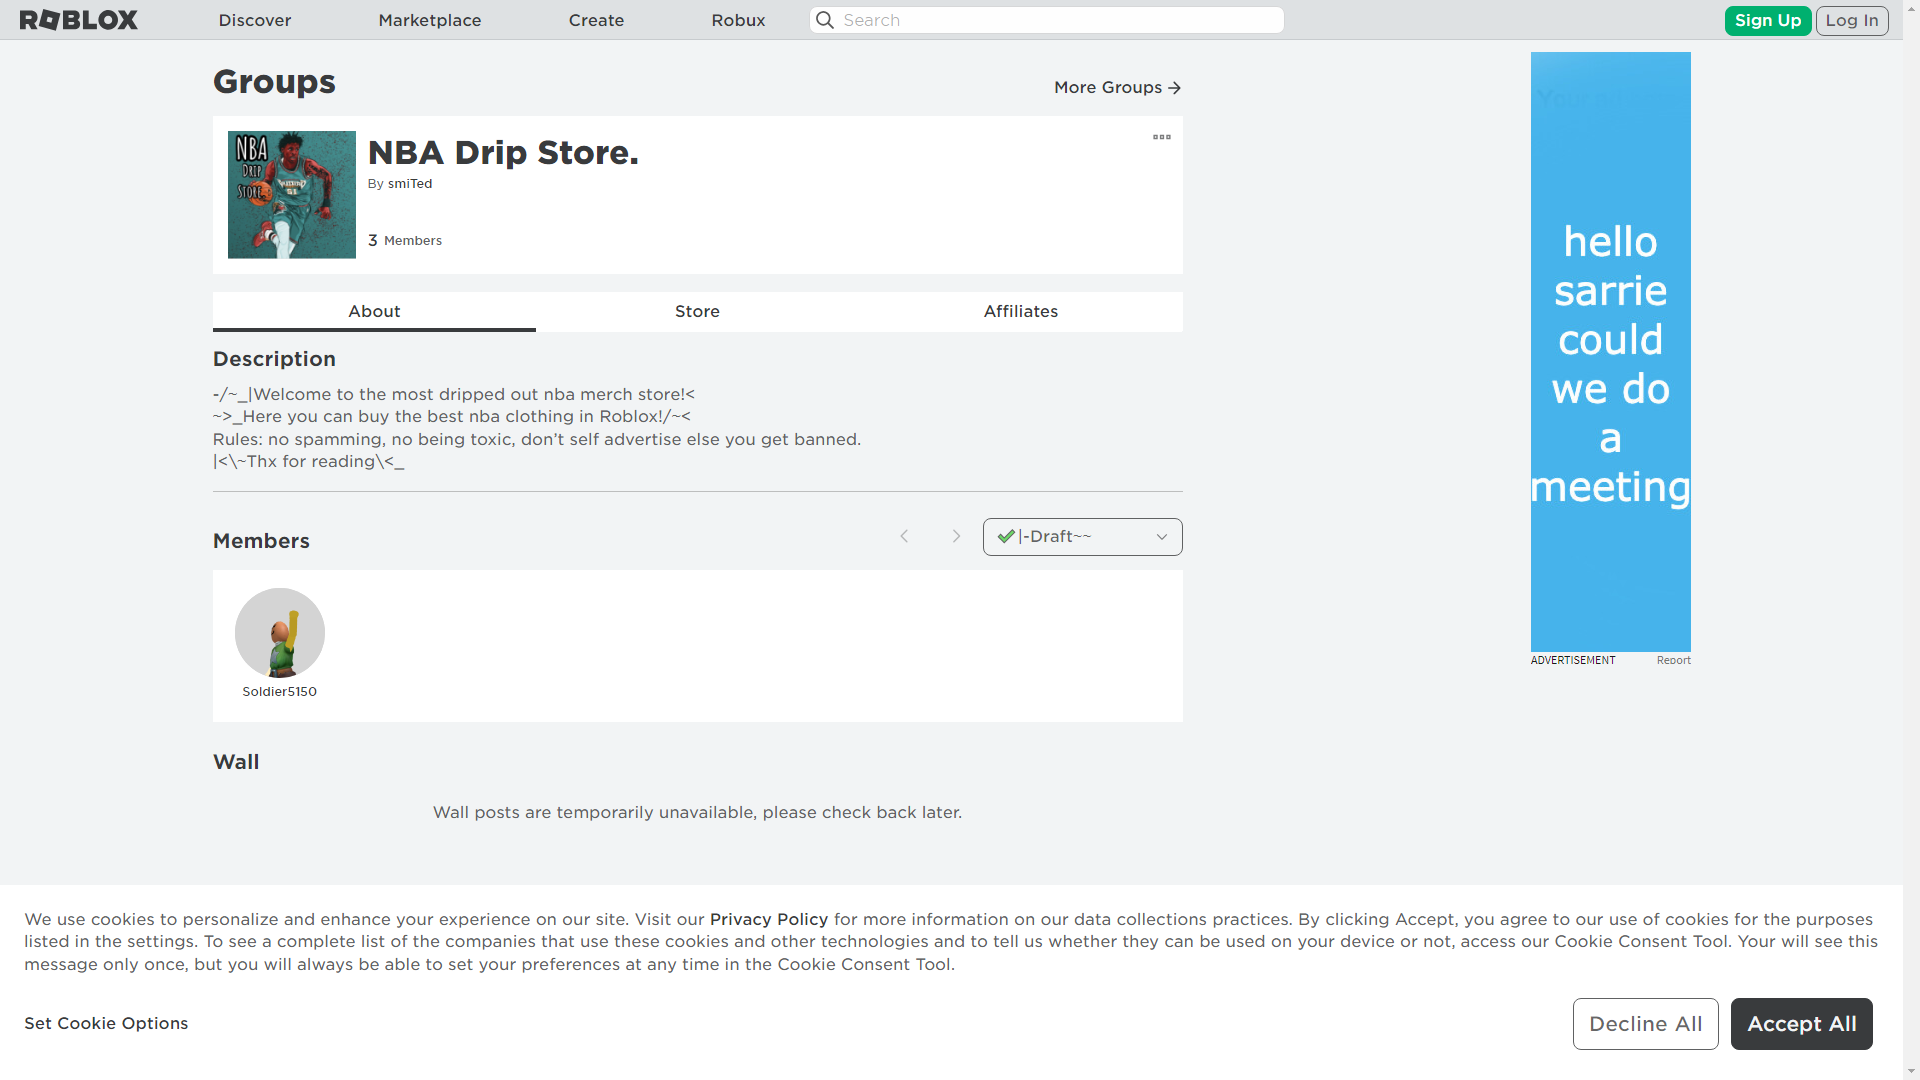 ROBLOX
Discover
Marketplace
Create
Robux
Search
Sign Up
Log In
Groups
More Groups
NBA
DRIP
STORE.
NBA Drip Store.
By smiTed
3 Members
About
Store
Affiliates
Description
-/~_|Welcome to the most dripped out nba merch store!<
~>_Here you can buy the best nba clothing in Roblox!/~<
Rules: no spamming, no being toxic, don’t self advertise else you get banned.
|<\~Thx for reading\<_
Members
|-Draft~~
Soldier5150
Wall
Wall posts are temporarily unavailable, please check back later.
hello
sarrie
could
we do
a
meeting
ADVERTISEMENT
Report
We use cookies to personalize and enhance your experience on our site. Visit our Privacy Policy for more information on our data collections practices. By clicking Accept, you agree to our use of cookies for the purposes
listed in the settings. To see a complete list of the companies that use these cookies and other technologies and to tell us whether they can be used on your device or not, access our Cookie Consent Tool. Your will see this
message only once, but you will always be able to set your preferences at any time in the Cookie Consent Tool.
Set Cookie Options
Decline All
Accept All